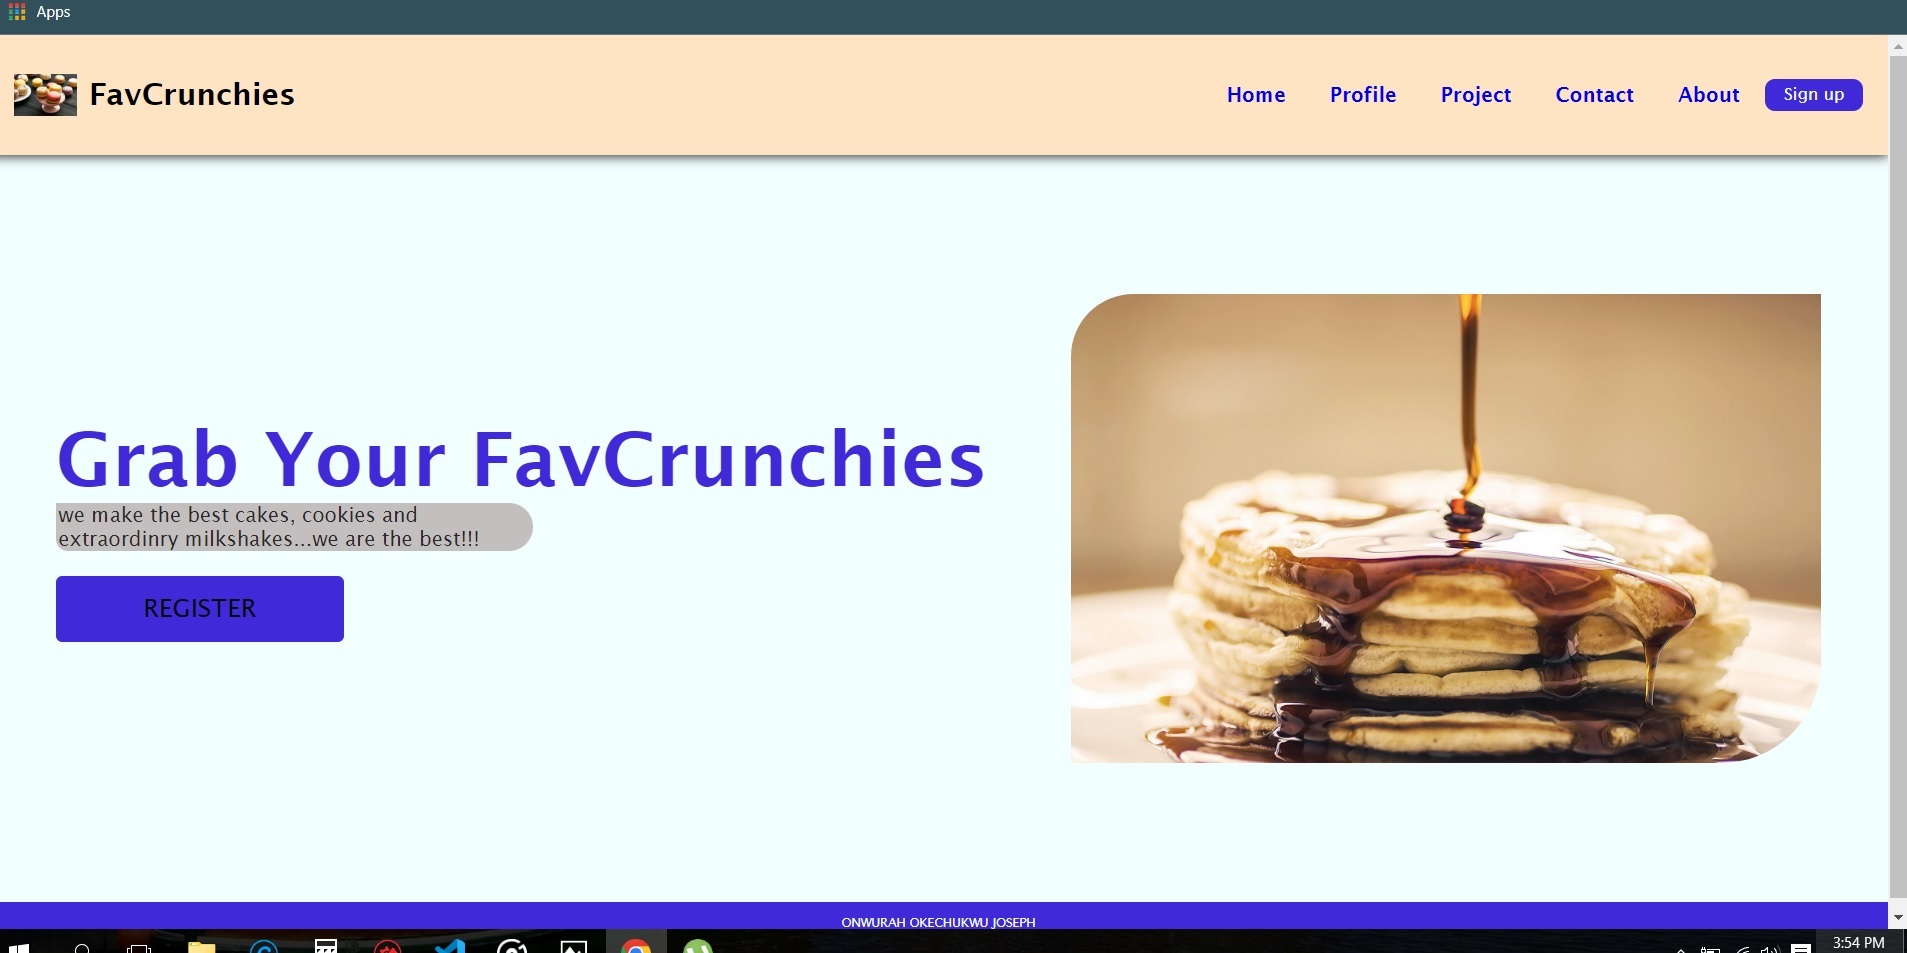 Apps
FavCrunchies
Home Profile Project Contact About Sign up
Grab Your FavCrunchies
we make the best cakes, cookies and
extraordinry milkshakes...we are the best!!!
REGISTER
ONWURAH OKECHUKWU JOSEPH
3:54 PM